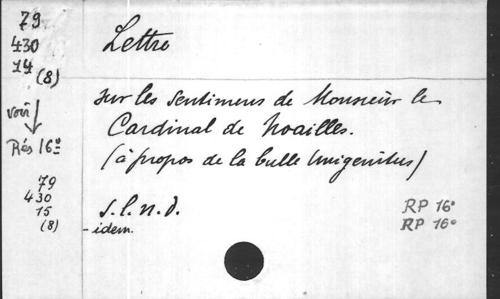 79
430
14 (8)
voir
Rés 16°
79
430
15
(8)
Lettre
sur les sentimens de Monsieur le
Cardinal de Noailles.
(à propos de la bulle Unigenitus)
s.l.n.d.
- idem.
RP 16°
RP 16°